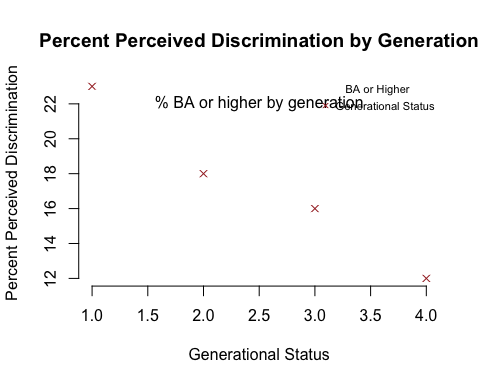 Percent Perceived Discrimination by Generation
BA or Higher
% BA or higher by generation
Generational Status
Percent Perceived Discrimination
22
20
18
16
14
12
1.0 1.5 2.0 2.5 3.0 3.5 4.0
Generational Status